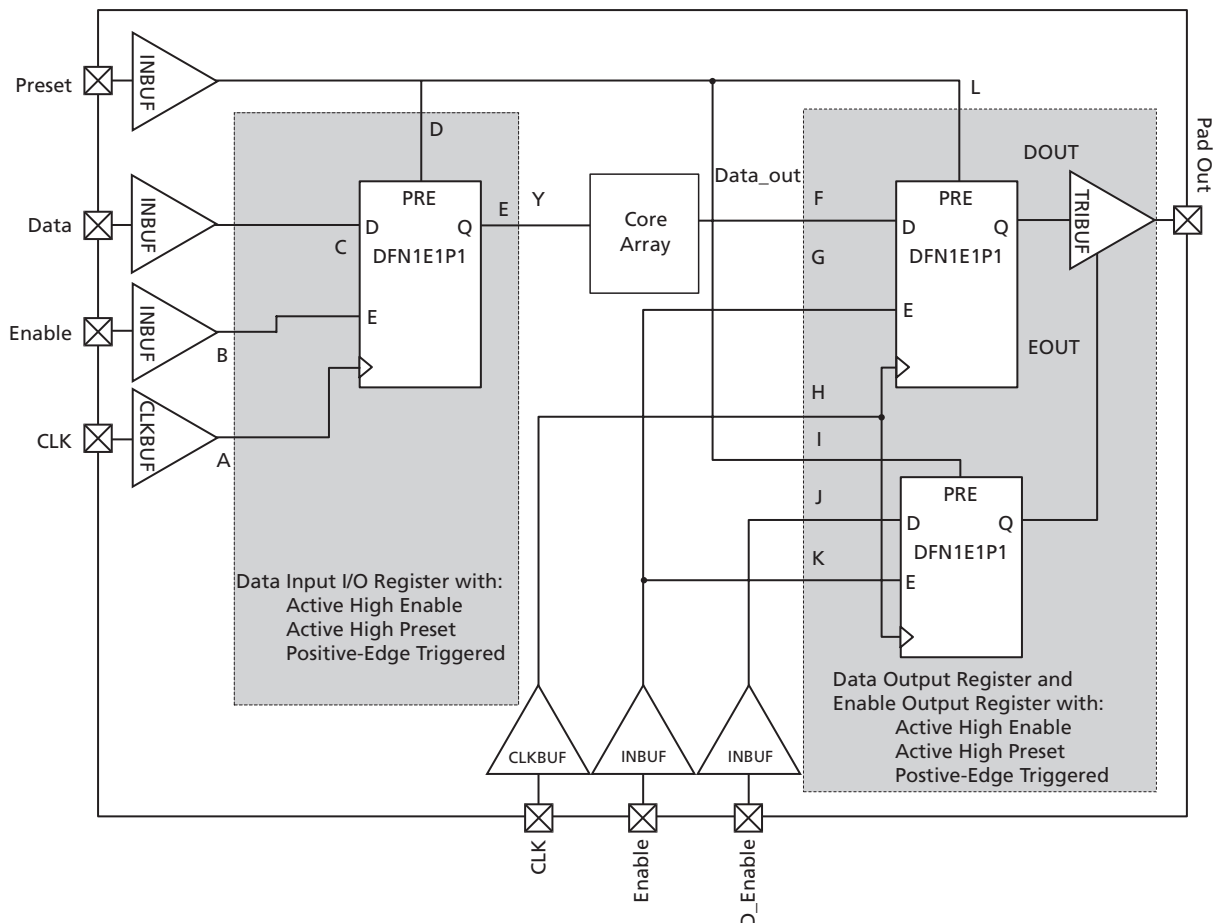 Preset
INBUF
L
D
Pad Out
DOUT
Data
INBUF
PRE
D
Q
DFN1E1P1
C
E
Y
Core
Array
Data_out
F
G
PRE
D
Q
DFN1E1P1
E
TRIBUF
Enable
INBUF
B
E
EOUT
CLK
CLKBUF
A
H
I
J
K
PRE
D
Q
DFN1E1P1
E
Data Input I/O Register with:
Active High Enable
Active High Preset
Positive-Edge Triggered
Data Output Register and
Enable Output Register with:
Active High Enable
Active High Preset
Postive-Edge Triggered
CLKBUF
INBUF
INBUF
CLK
Enable
D_Enable